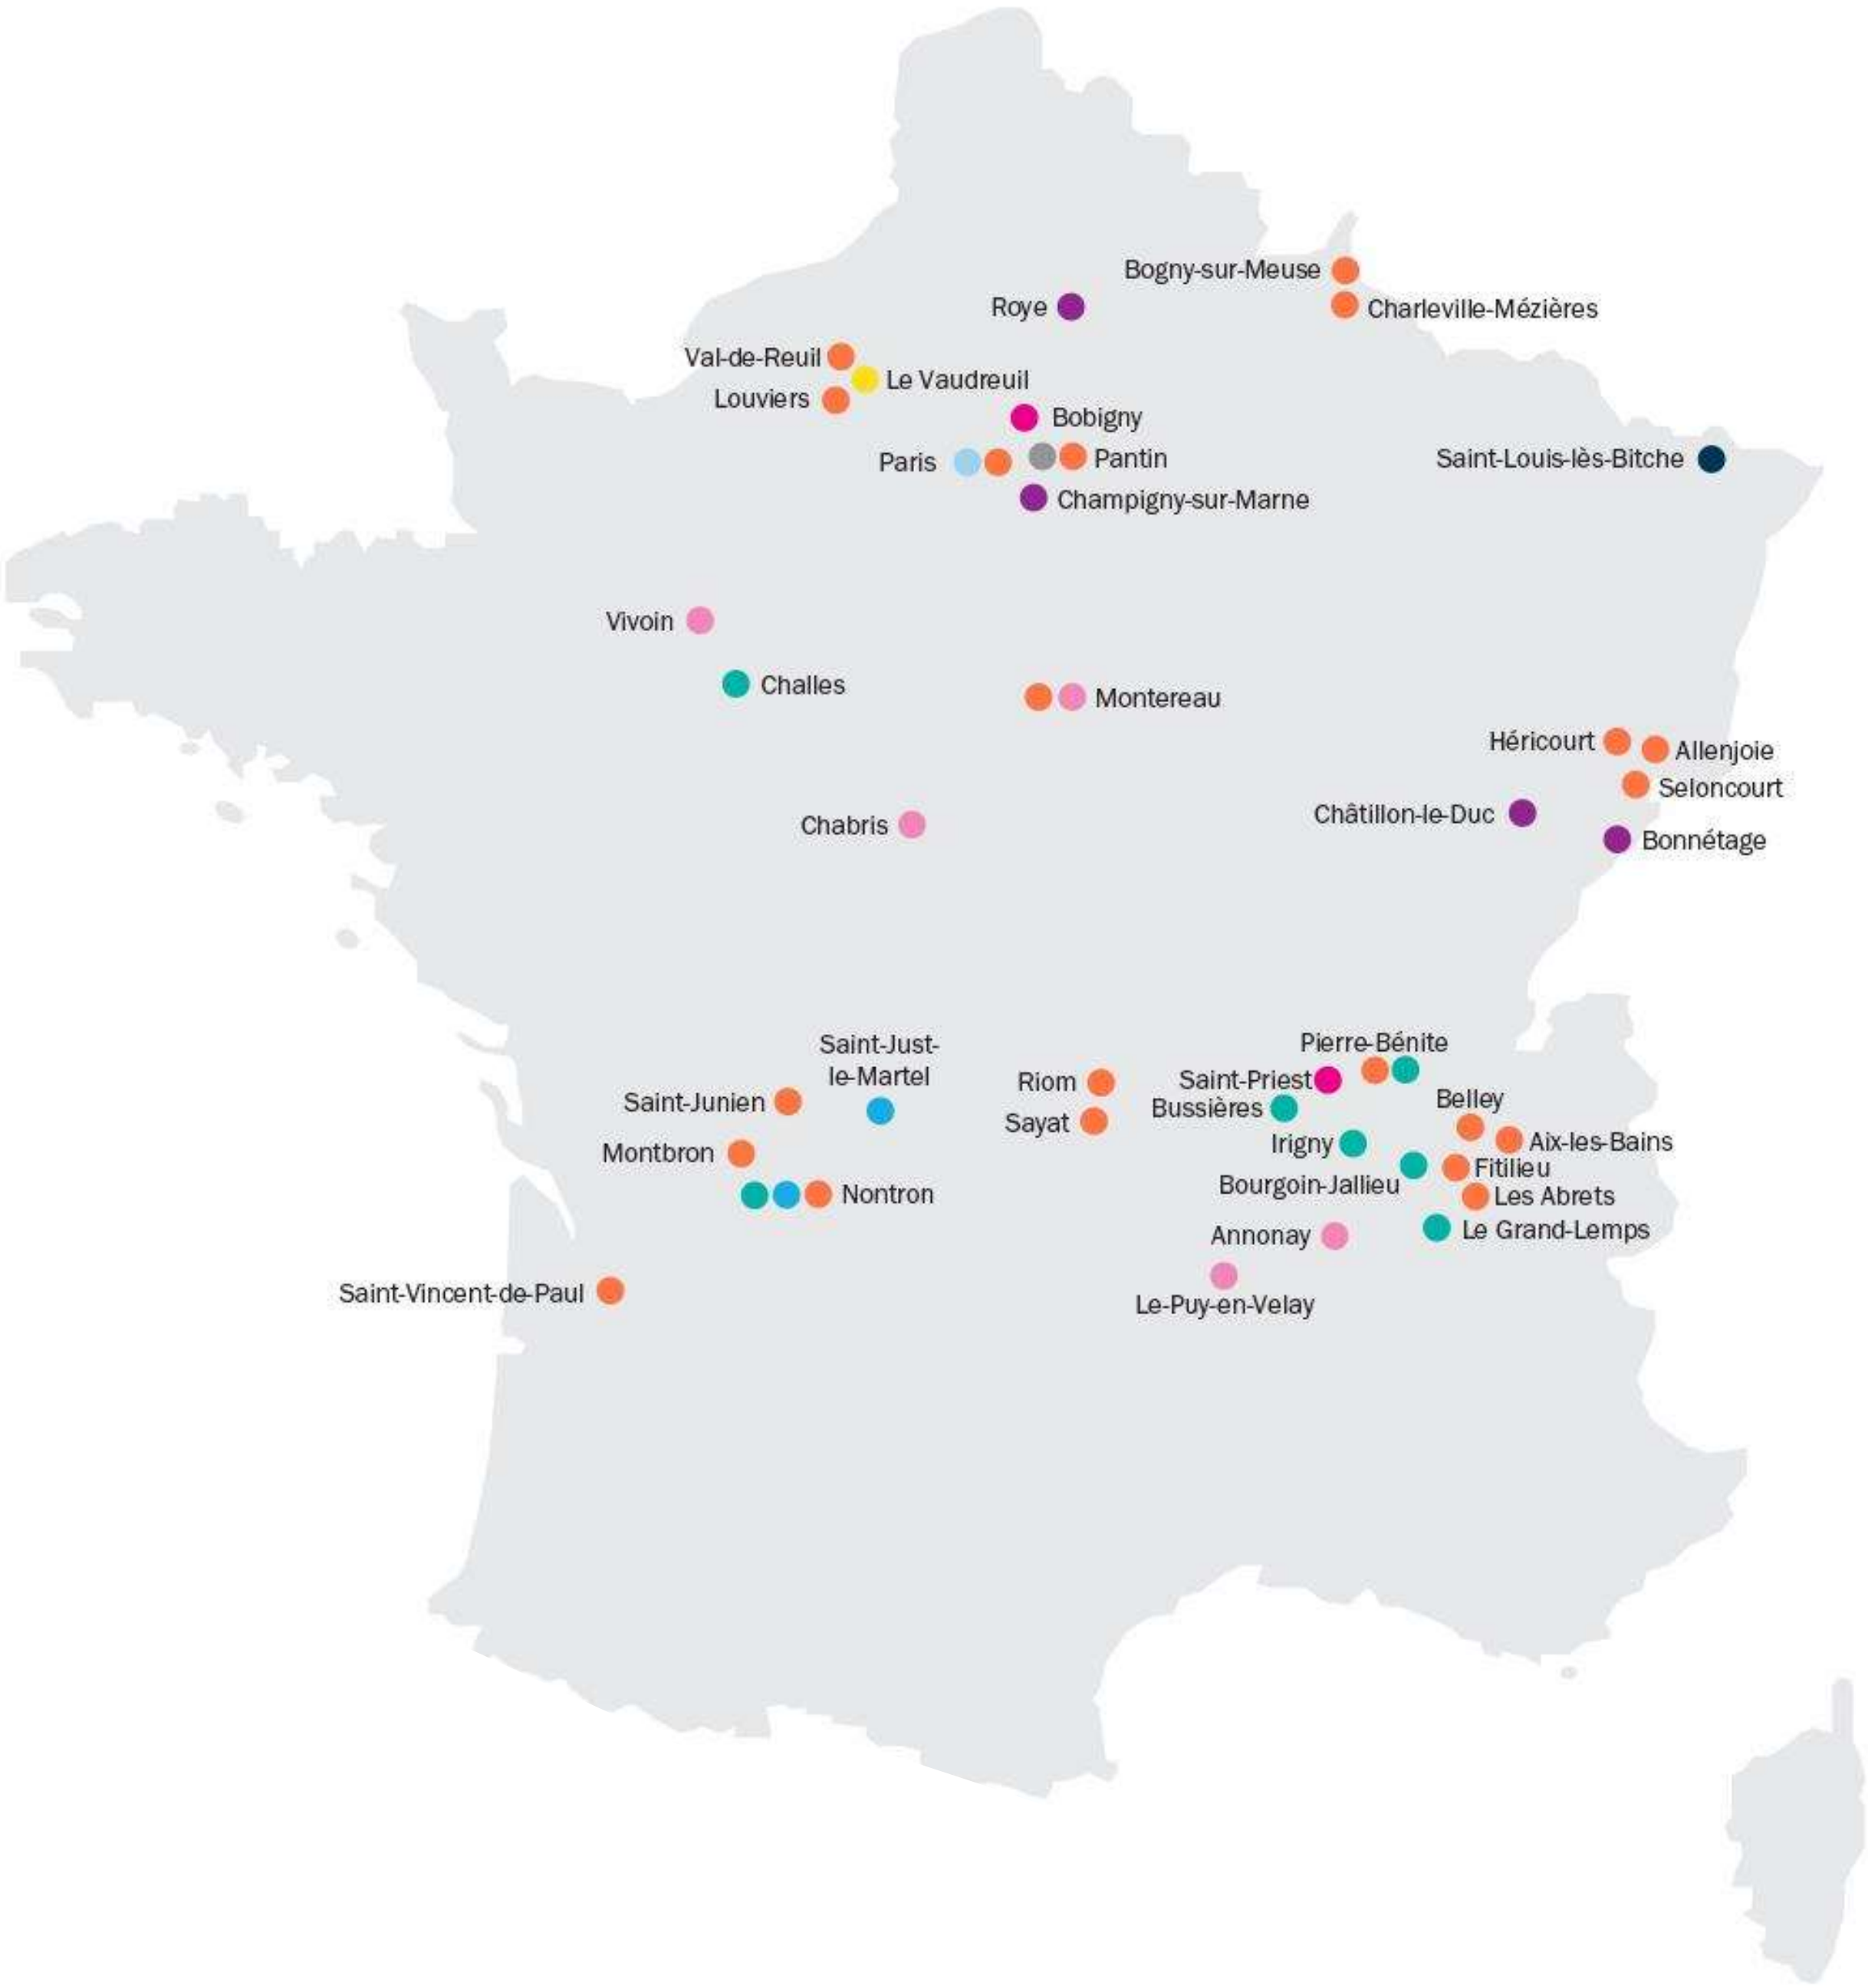 Bogny-sur-Meuse
Roye
Charleville-Mézières
Val-de-Reuil
Le Vaudreuil
Louviers
Bobigny
Paris
Pantin
Saint-Louis-lès-Bitche
Champigny-sur-Marne
Vivoin
Challes
Montereau
Héricourt
Allenjoie
Seloncourt
Châtillon-le-Duc
Chabris
Bonnétage
Saint-Just-
le-Martel
Pierre-Bénite
Riom
Saint-Priest
Saint-Junien
Bussières
Belley
Sayat
Irigny
Aix-les-Bains
Montbron
Fitilieu
Bourgoin-Jallieu
Nontron
Les Abrets
Annonay
Le Grand-Lemps
Saint-Vincent-de-Paul
Le-Puy-en-Velay